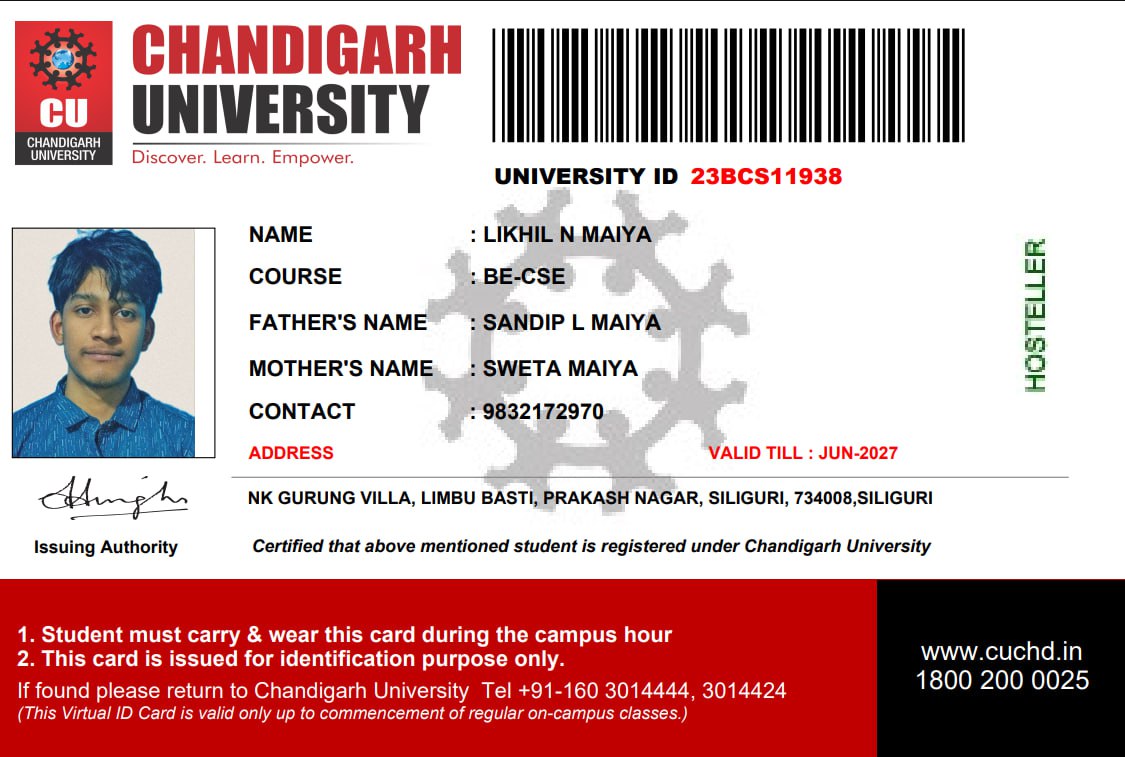 CU
CHANDIGARH
UNIVERSITY
CHANDIGARH
UNIVERSITY
Discover. Learn. Empower.
UNIVERSITY ID 23BCS11938
NAME : LIKHIL N MAIYA
COURSE : BE-CSE
FATHER'S NAME : SANDIP L MAIYA
MOTHER'S NAME : SWETA MAIYA
CONTACT : 9832172970
HOSTELLER
ADDRESS VALID TILL : JUN-2027
NK GURUNG VILLA, LIMBU BASTI, PRAKASH NAGAR, SILIGURI, 734008,SILIGURI
Issuing Authority
Certified that above mentioned student is registered under Chandigarh University
1. Student must carry & wear this card during the campus hour
2. This card is issued for identification purpose only.
If found please return to Chandigarh University Tel +91-160 3014444, 3014424
(This Virtual ID Card is valid only up to commencement of regular on-campus classes.)
www.cuchd.in
1800 200 0025